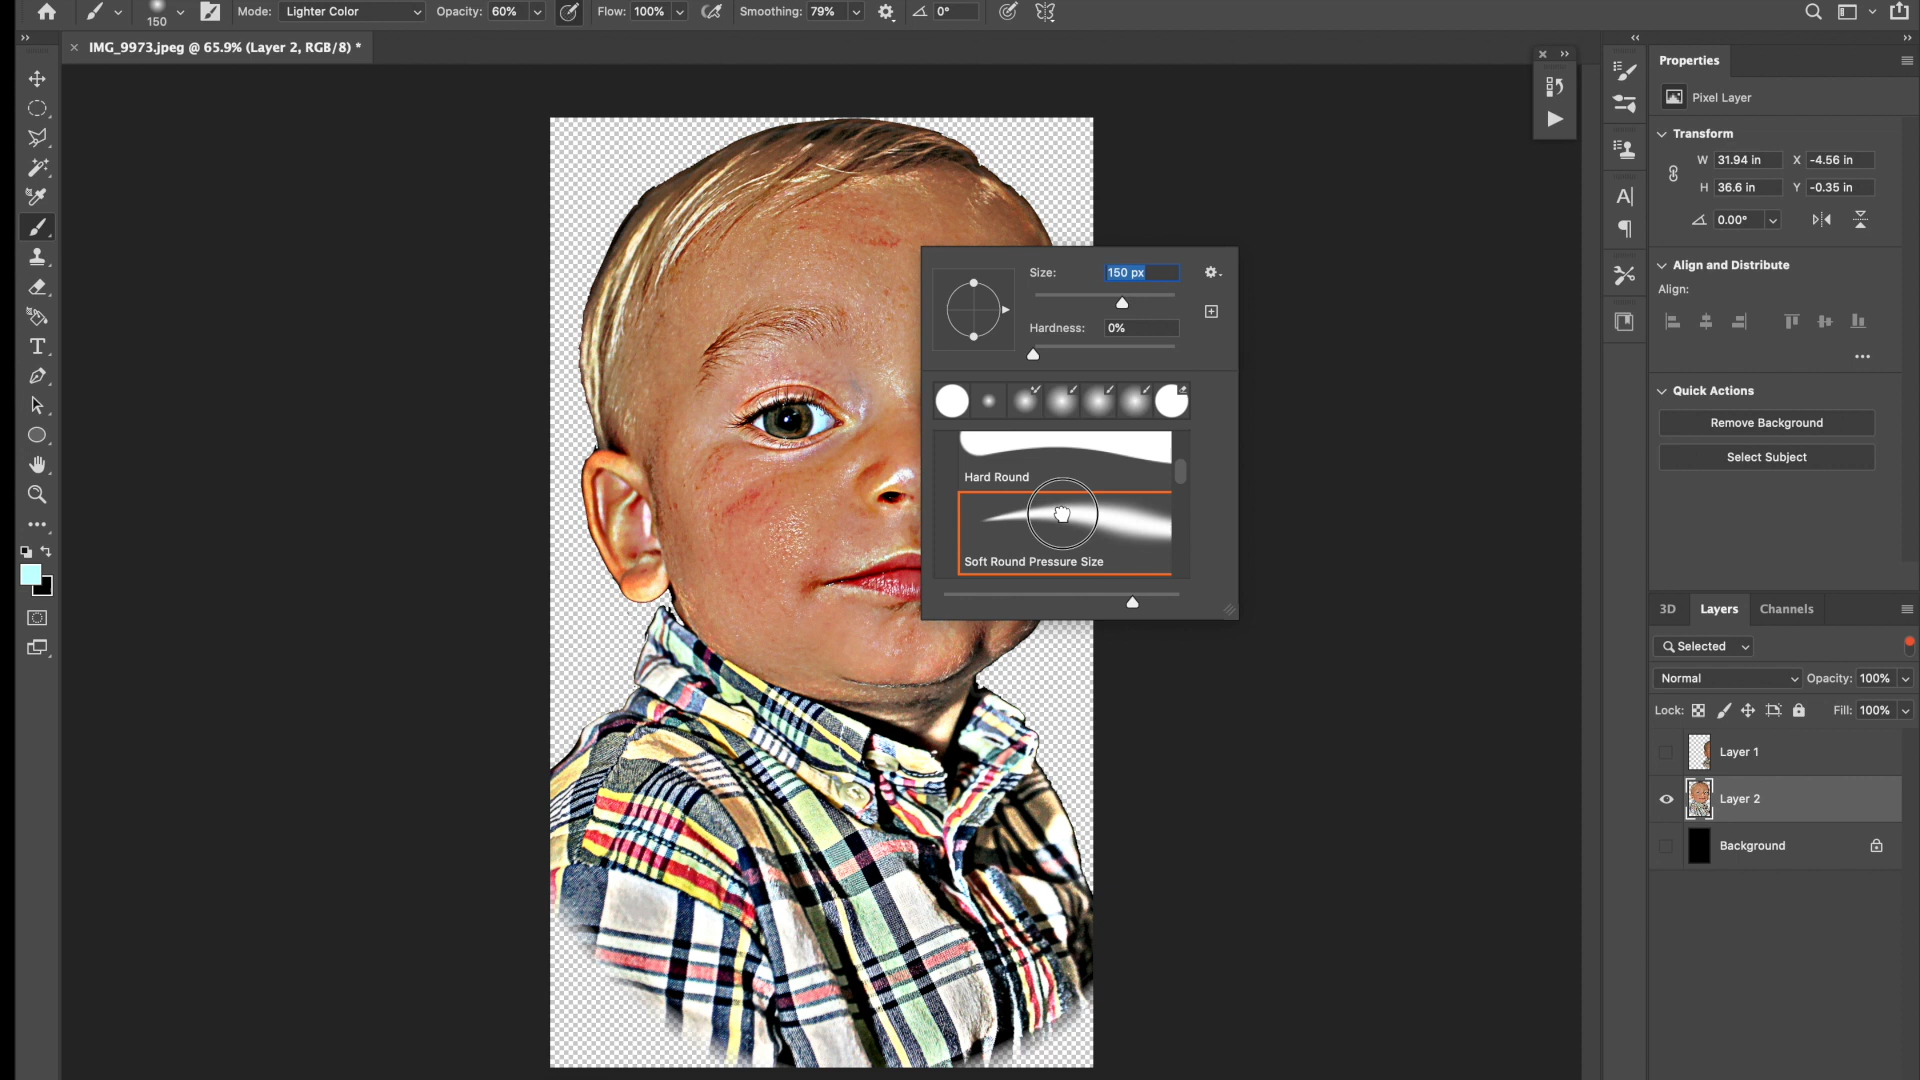 Mode: Lighter Color Opacity: 60% Flow: 100% Smoothing: 79% 0°
150
IMG_9973.jpeg @ 65.9% (Layer 2, RGB/8) *
Properties
Pixel Layer
Transform
W 31.94 in X -4.56 in
H 36.6 in Y -0.35 in
0.00°
Align and Distribute
Align:
Quick Actions
Remove Background
Select Subject
Size: 150 px
Hardness: 0%
Hard Round
Soft Round Pressure Size
3D Layers Channels
Selected
Normal Opacity: 100%
Lock: Fill: 100%
Layer 1
Layer 2
Background